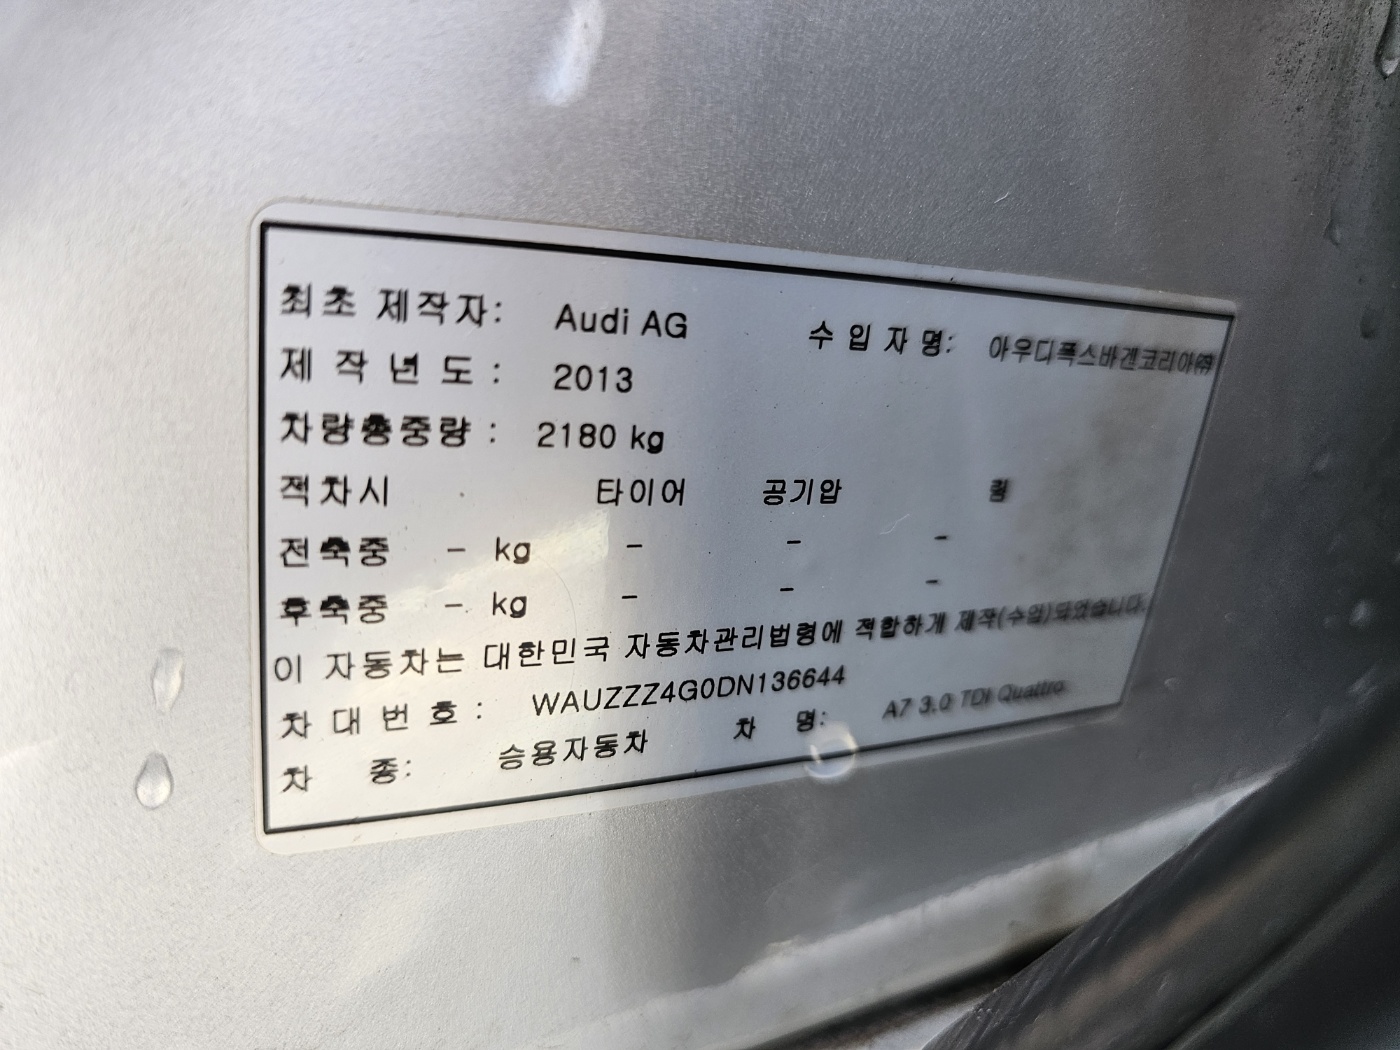 최초 제작자: Audi AG 수 입 자 명: 아우디폭스바겐코리아㈜
제 작 년 도 : 2013
차량총중량 : 2180 kg
적차시 타이어 공기압 림
전축중 - kg - - -
후축중 - kg - - -
이 자동차는 대한민국 자동차관리법령에 적합하게 제작(수입)되었습니다.
차 대 번 호 : WAUZZZ4G0DN136644
차 종: 승용자동차 차 명: A7 3.0 TDI Quattro